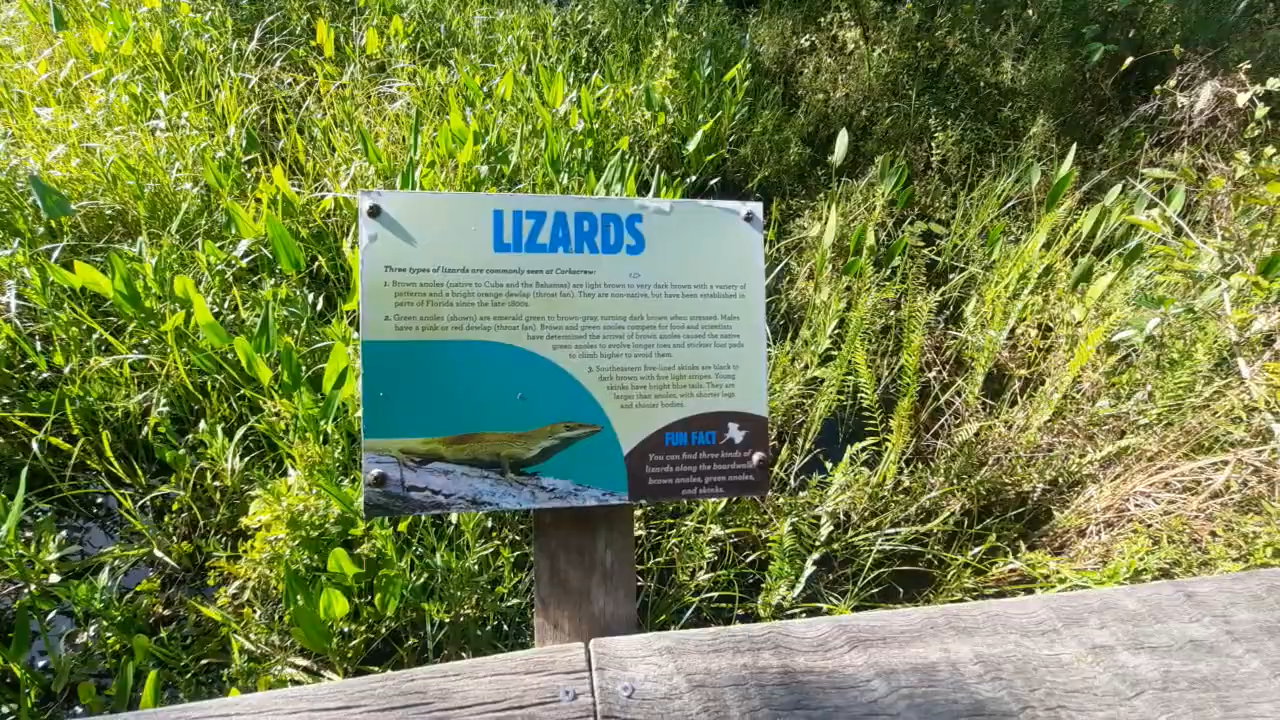 LIZARDS
Three types of lizards are commonly seen at Corkscrew:
1. Brown anoles (native to Cuba and the Bahamas) are light brown to very dark brown with a variety of
patterns and a bright orange dewlap (throat fan). They are non-native, but have been established in
parts of Florida since the late 1800s.
2. Green anoles (shown) are emerald green to brown-gray, turning dark brown when stressed. Males
have a pink or red dewlap (throat fan). Brown and green anoles compete for food and scientists
have determined the arrival of brown anoles caused the native
green anoles to evolve longer toes and stickier foot pads
to climb higher to avoid them.
3. Southeastern five-lined skinks are black to
dark brown with five light stripes. Young
skinks have bright blue tails. They are
larger than anoles, with shorter legs
and shinier bodies.
FUN FACT
You can find three kinds of
lizards along the boardwalk:
brown anoles, green anoles,
and skinks.